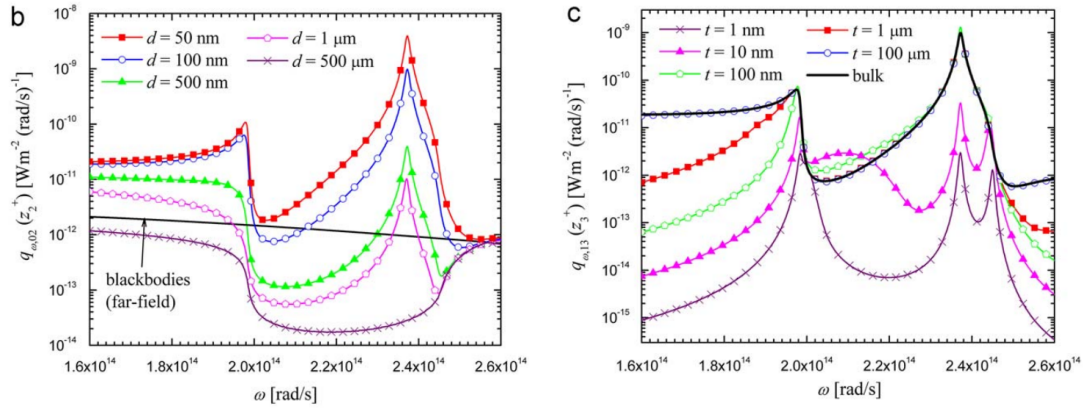 b
d = 50 nm
d = 100 nm
d = 500 nm
d = 1 μm
d = 500 μm
blackbodies
(far-field)
q_ω,02 (z_2^+) [Wm^-2 (rad/s)^-1]
10^-8
10^-9
10^-10
10^-11
10^-12
10^-13
10^-14
1.6x10^14
1.8x10^14
2.0x10^14
2.2x10^14
2.4x10^14
2.6x10^14
ω [rad/s]
c
t = 1 nm
t = 10 nm
t = 100 nm
t = 1 μm
t = 100 μm
bulk
q_ω,13 (z_3^+) [Wm^-2 (rad/s)^-1]
10^-9
10^-10
10^-11
10^-12
10^-13
10^-14
10^-15
1.6x10^14
1.8x10^14
2.0x10^14
2.2x10^14
2.4x10^14
2.6x10^14
ω [rad/s]